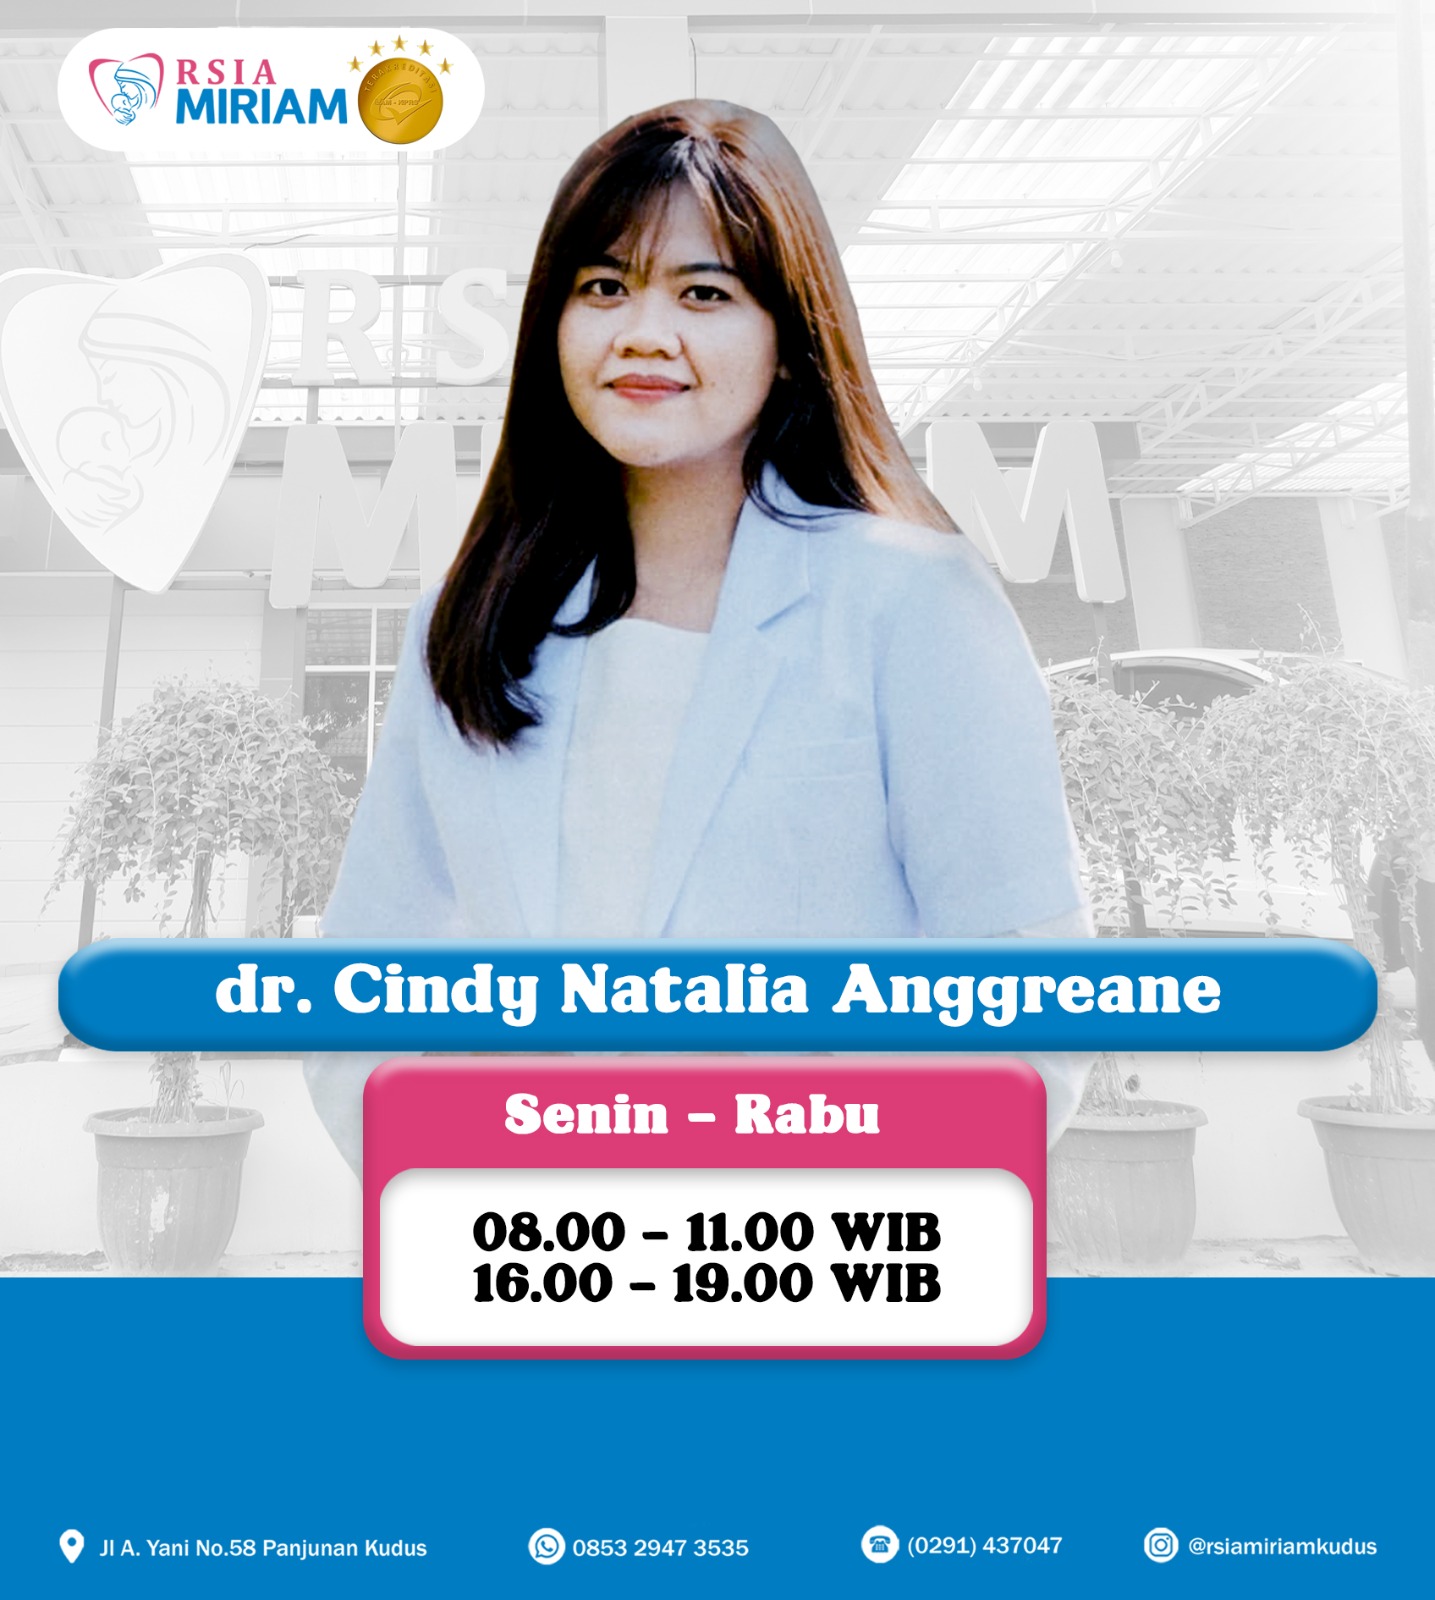 RSIA
MIRIAM
RS
M M
dr. Cindy Natalia Anggreane
Senin – Rabu
08.00 – 11.00 WIB
16.00 – 19.00 WIB
Jl A. Yani No.58 Panjunan Kudus
0853 2947 3535
(0291) 437047
@rsiamiriamkudus